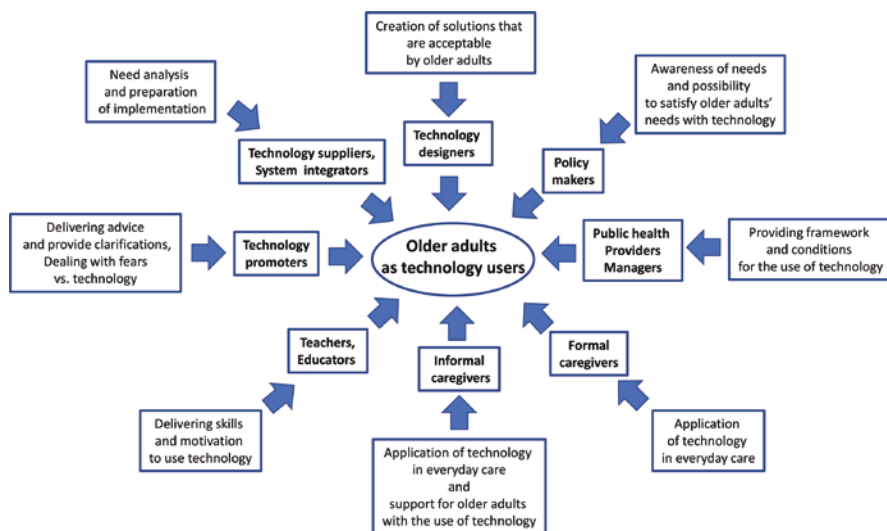 Creation of solutions that
are acceptable
by older adults
Need analysis
and preparation
of implementation
Awareness of needs
and possibility
to satisfy older adults'
needs with technology
Technology
designers
Technology suppliers,
System integrators
Policy
makers
Delivering advice
and provide clarifications,
Dealing with fears
vs. technology
Technology
promoters
Older adults
as technology users
Public health
Providers
Managers
Providing framework
and conditions
for the use of technology
Teachers,
Educators
Informal
caregivers
Formal
caregivers
Delivering skills
and motivation
to use technology
Application of technology
in everyday care
and
support for older adults
with the use of technology
Application
of technology
in everyday care